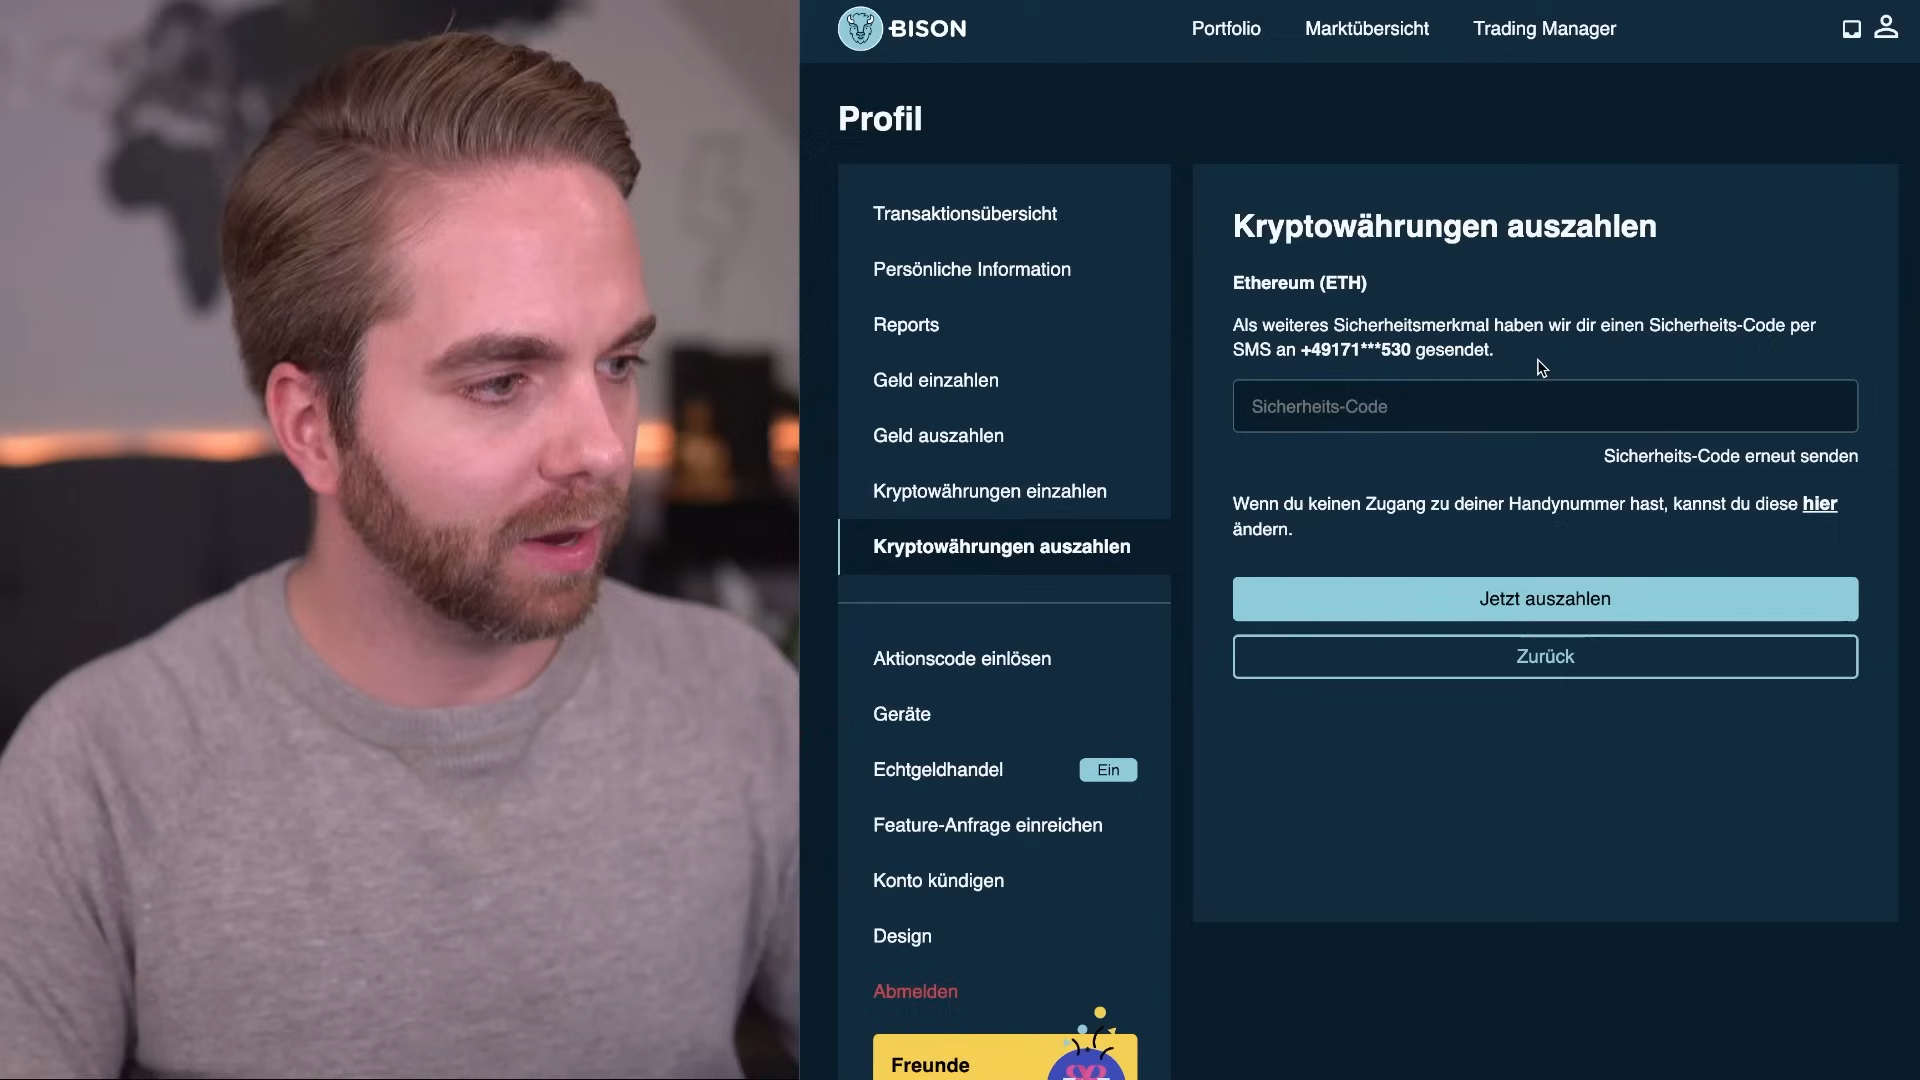 BISON
Portfolio
Marktübersicht
Trading Manager
Profil
Transaktionsübersicht
Persönliche Information
Reports
Geld einzahlen
Geld auszahlen
Kryptowährungen einzahlen
Kryptowährungen auszahlen
Aktionscode einlösen
Geräte
Echtgeldhandel
Ein
Feature-Anfrage einreichen
Konto kündigen
Design
Abmelden
Freunde
Kryptowährungen auszahlen
Ethereum (ETH)
Als weiteres Sicherheitsmerkmal haben wir dir einen Sicherheits-Code per
SMS an +49171***530 gesendet.
Sicherheits-Code
Sicherheits-Code erneut senden
Wenn du keinen Zugang zu deiner Handynummer hast, kannst du diese hier
ändern.
Jetzt auszahlen
Zurück